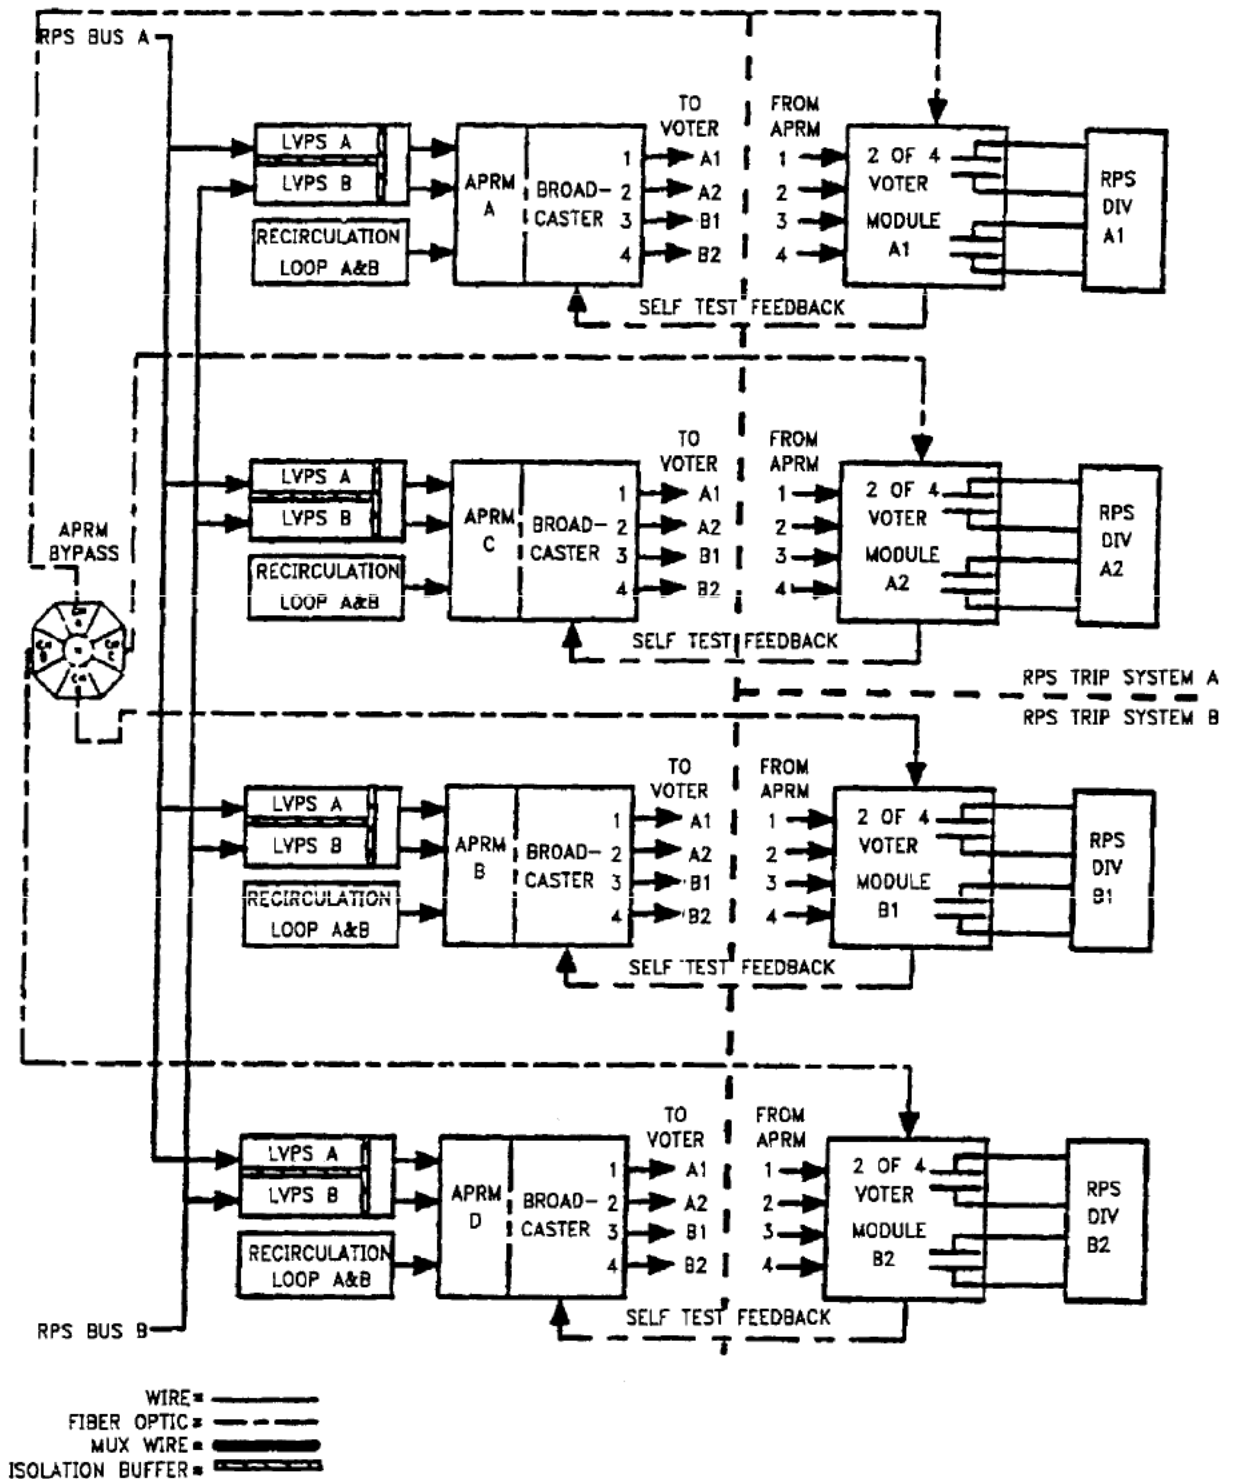 RPS BUS A
LVPS A
LVPS B
RECIRCULATION
LOOP A&B
APRM
A
BROAD-
CASTER
1
2
3
4
TO
VOTER
A1
A2
B1
B2
FROM
APRM
1
2
3
4
2 OF 4
VOTER
MODULE
A1
RPS
DIV
A1
SELF TEST FEEDBACK
LVPS A
LVPS B
RECIRCULATION
LOOP A&B
APRM
C
BROAD-
CASTER
1
2
3
4
TO
VOTER
A1
A2
B1
B2
FROM
APRM
1
2
3
4
2 OF 4
VOTER
MODULE
A2
RPS
DIV
A2
SELF TEST FEEDBACK
APRM
BYPASS
RPS TRIP SYSTEM A
RPS TRIP SYSTEM B
LVPS A
LVPS B
RECIRCULATION
LOOP A&B
APRM
B
BROAD-
CASTER
1
2
3
4
TO
VOTER
A1
A2
B1
B2
FROM
APRM
1
2
3
4
2 OF 4
VOTER
MODULE
B1
RPS
DIV
B1
SELF TEST FEEDBACK
LVPS A
LVPS B
RECIRCULATION
LOOP A&B
APRM
D
BROAD-
CASTER
1
2
3
4
TO
VOTER
A1
A2
B1
B2
FROM
APRM
1
2
3
4
2 OF 4
VOTER
MODULE
B2
RPS
DIV
B2
SELF TEST FEEDBACK
RPS BUS B
WIRE=
FIBER OPTIC=
MUX WIRE=
ISOLATION BUFFER=